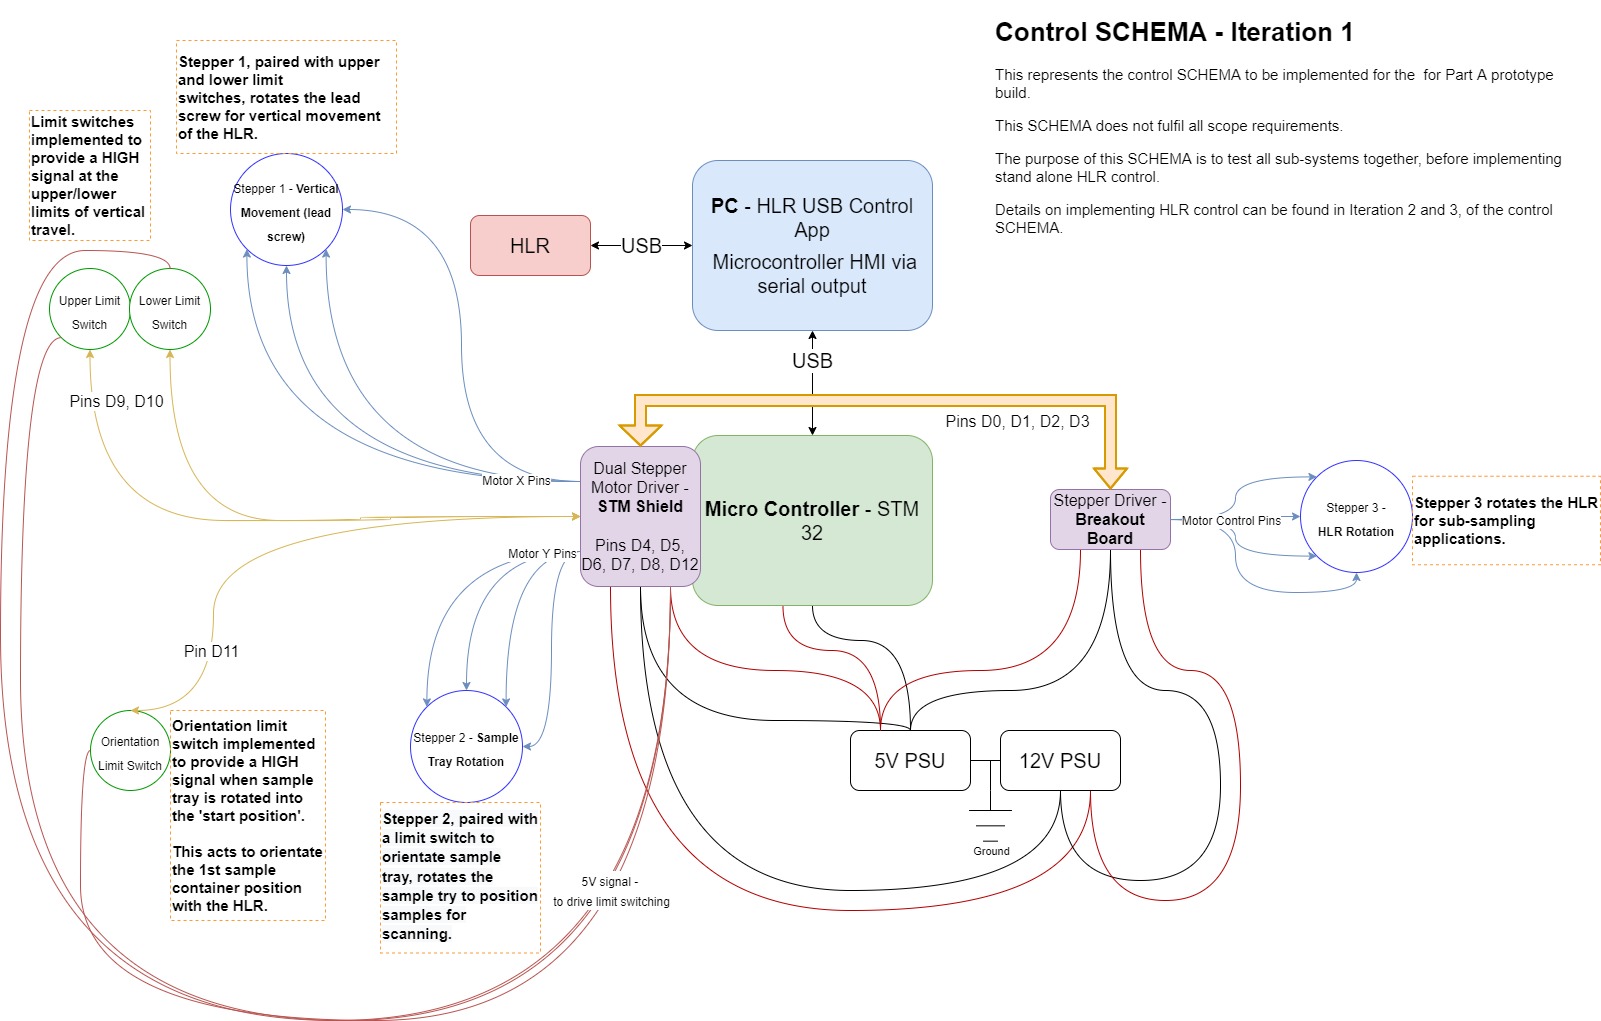 Control SCHEMA - Iteration 1
This represents the control SCHEMA to be implemented for the  for Part A prototype
build.
This SCHEMA does not fulfil all scope requirements.
The purpose of this SCHEMA is to test all sub-systems together, before implementing
stand alone HLR control.
Details on implementing HLR control can be found in Iteration 2 and 3, of the control
SCHEMA.
Stepper 1, paired with upper
and lower limit
switches, rotates the lead
screw for vertical movement
of the HLR.
Limit switches
implemented to
provide a HIGH
signal at the
upper/lower
limits of vertical
travel.
Stepper 1 - Vertical
Movement (lead
screw)
HLR
USB
PC - HLR USB Control
App
Microcontroller HMI via
serial output
Upper Limit
Switch
Lower Limit
Switch
USB
Pins D9, D10
Pins D0, D1, D2, D3
Motor X Pins
Dual Stepper
Motor Driver -
STM Shield
Pins D4, D5,
D6, D7, D8, D12
Micro Controller - STM
32
Stepper Driver -
Breakout
Board
Motor Control Pins
Stepper 3 -
HLR Rotation
Stepper 3 rotates the HLR
for sub-sampling
applications.
Motor Y Pins
Pin D11
Orientation
Limit Switch
Orientation limit
switch implemented
to provide a HIGH
signal when sample
tray is rotated into
the 'start position'.
This acts to orientate
the 1st sample
container position
with the HLR.
Stepper 2 - Sample
Tray Rotation
Stepper 2, paired with
a limit switch to
orientate sample
tray, rotates the
sample try to position
samples for
scanning.
5V PSU
12V PSU
Ground
5V signal -
to drive limit switching